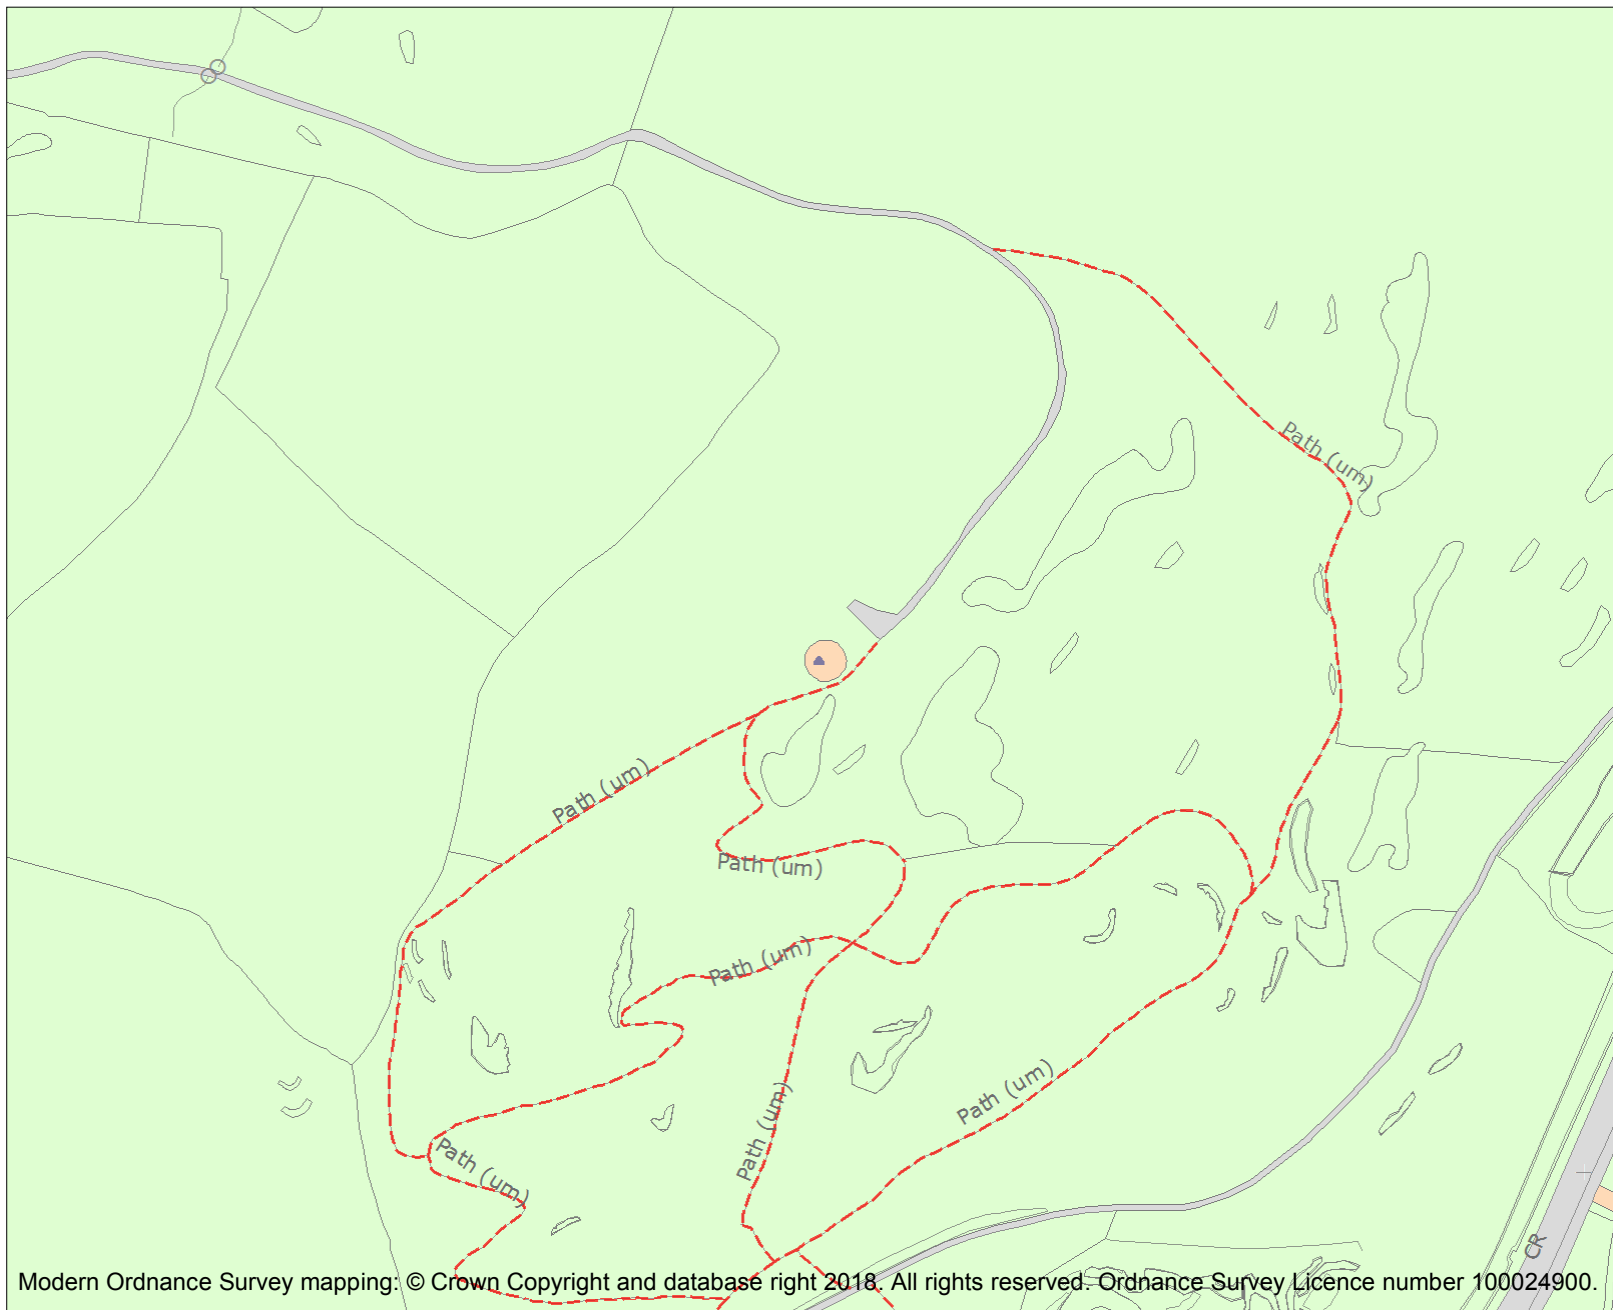 Path (um)
Path (um)
Path (um)
Path (um)
Path (um)
Path (um)
Path (um)
CR
Modern Ordnance Survey mapping: © Crown Copyright and database right 2018. All rights reserved. Ordnance Survey Licence number 100024900.